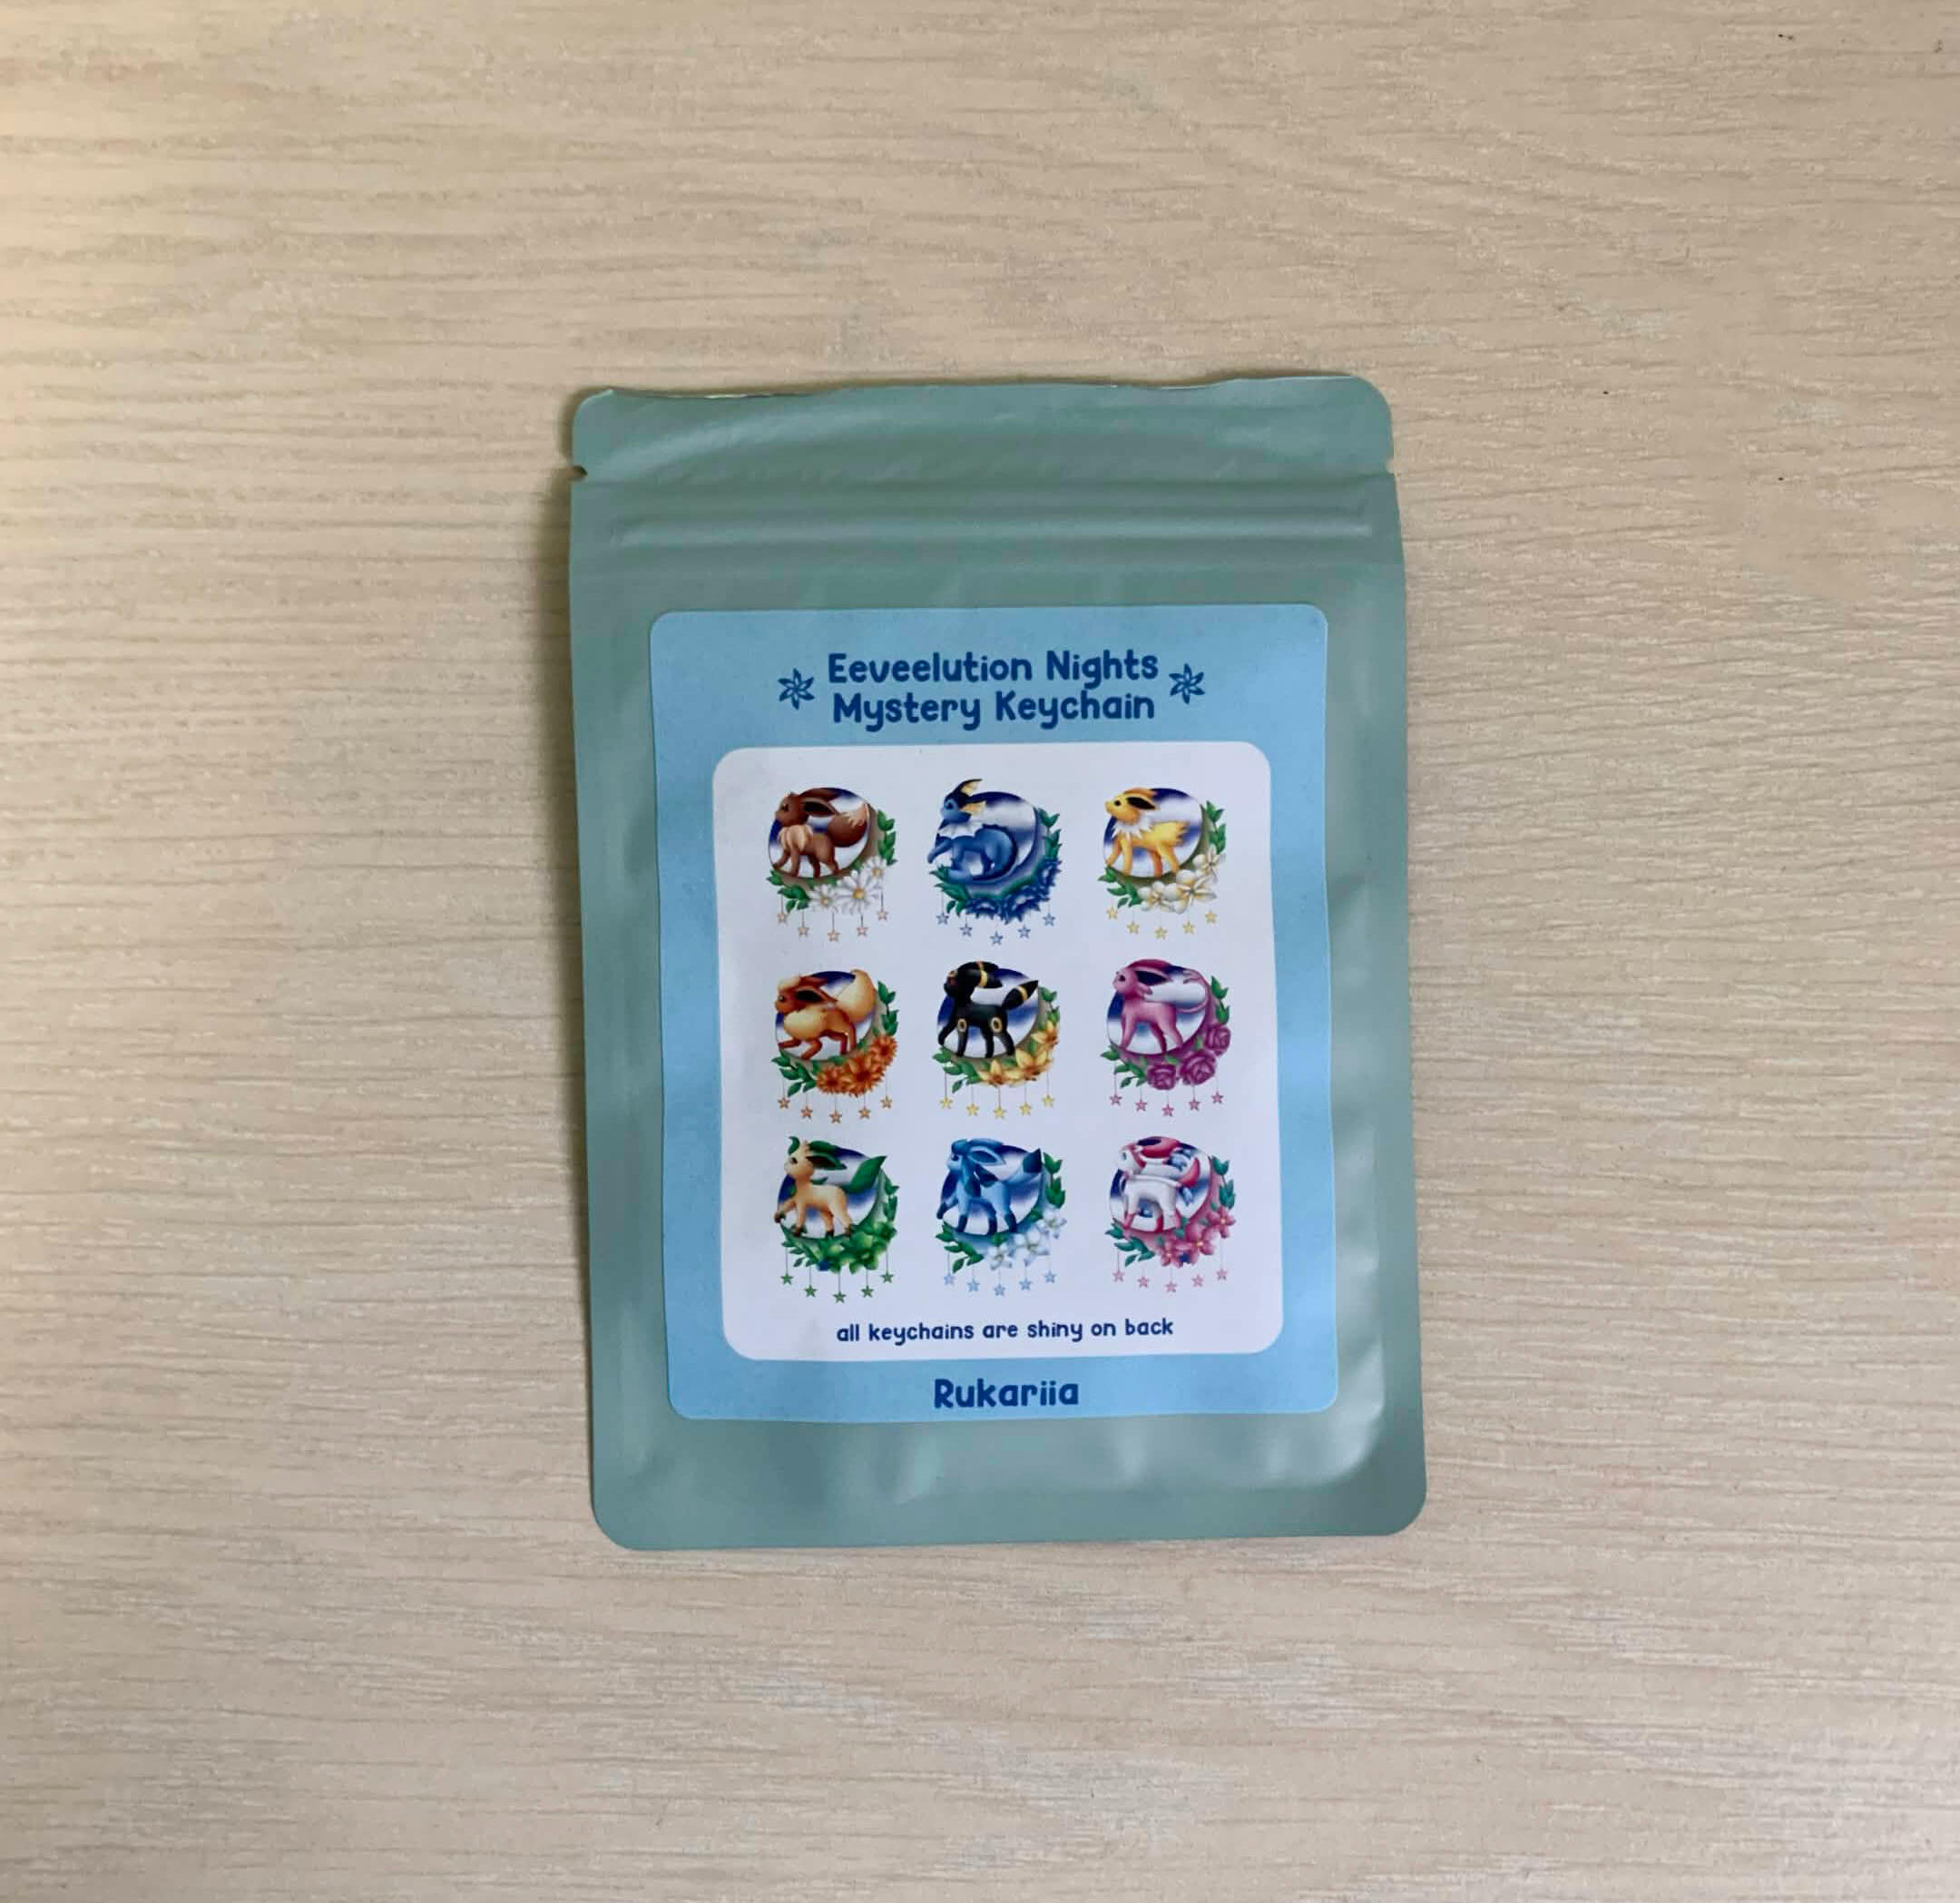 Eeveelution Nights
Mystery Keychain
all keychains are shiny on back
Rukariia